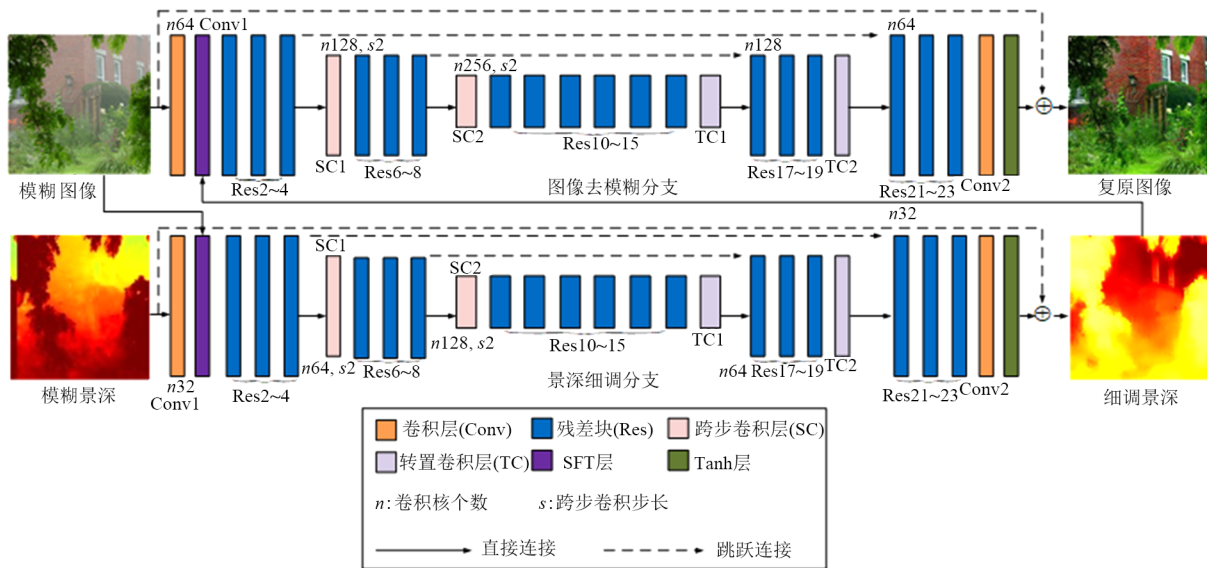 n64 Conv1
n128, s2
n256, s2
n128
n64
SC1
Res2~4
Res6~8
SC2
Res10~15
TC1
Res17~19
TC2
Res21~23
Conv2
模糊图像
图像去模糊分支
复原图像
n32
SC1
SC2
n32
Conv1
Res2~4
n64, s2
Res6~8
n128, s2
Res10~15
TC1
n64
Res17~19
TC2
Res21~23
Conv2
模糊景深
景深细调分支
细调景深
卷积层(Conv)
残差块(Res)
跨步卷积层(SC)
转置卷积层(TC)
SFT层
Tanh层
n:卷积核个数
s:跨步卷积步长
直接连接
跳跃连接